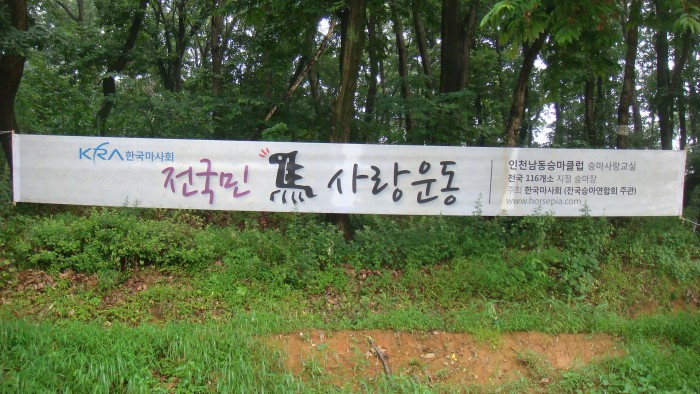 KRA 한국마사회
전국민 馬 사랑운동
인천남동승마클럽 승마사랑교실
전국 116개소 지정 승마장
주최 한국마사회 (전국승마연합회 주관)
www.horsepia.com